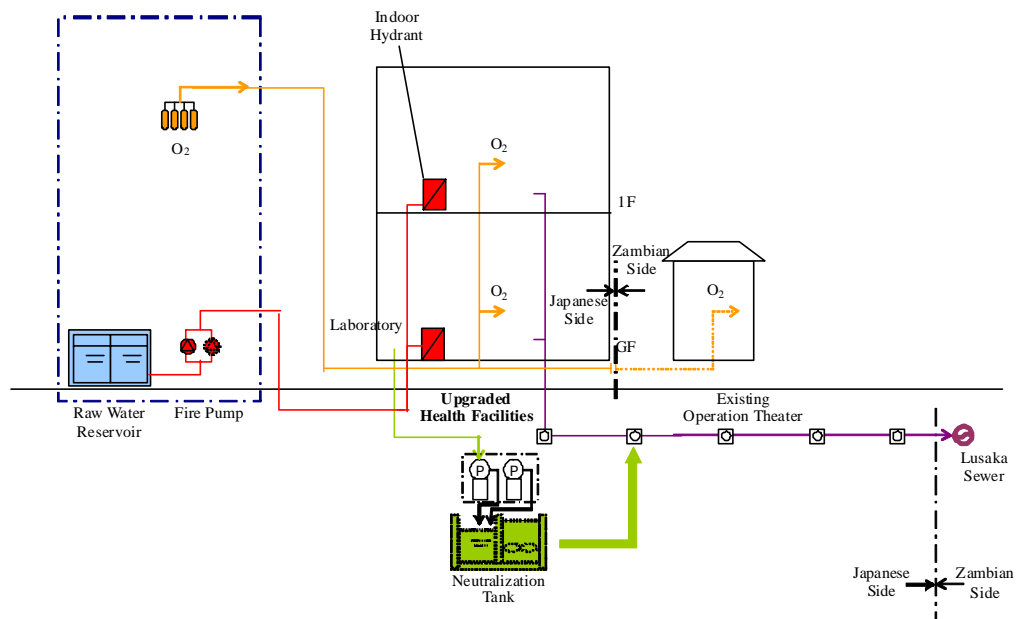 Indoor
Hydrant
O2
O2
1F
Zambian
Side
O2
O2
Japanese
Side
Laboratory
GF
Raw Water
Reservoir
Fire Pump
Upgraded
Health Facilities
Existing
Operation Theater
Lusaka
Sewer
P
P
Neutralization
Tank
Japanese
Side
Zambian
Side